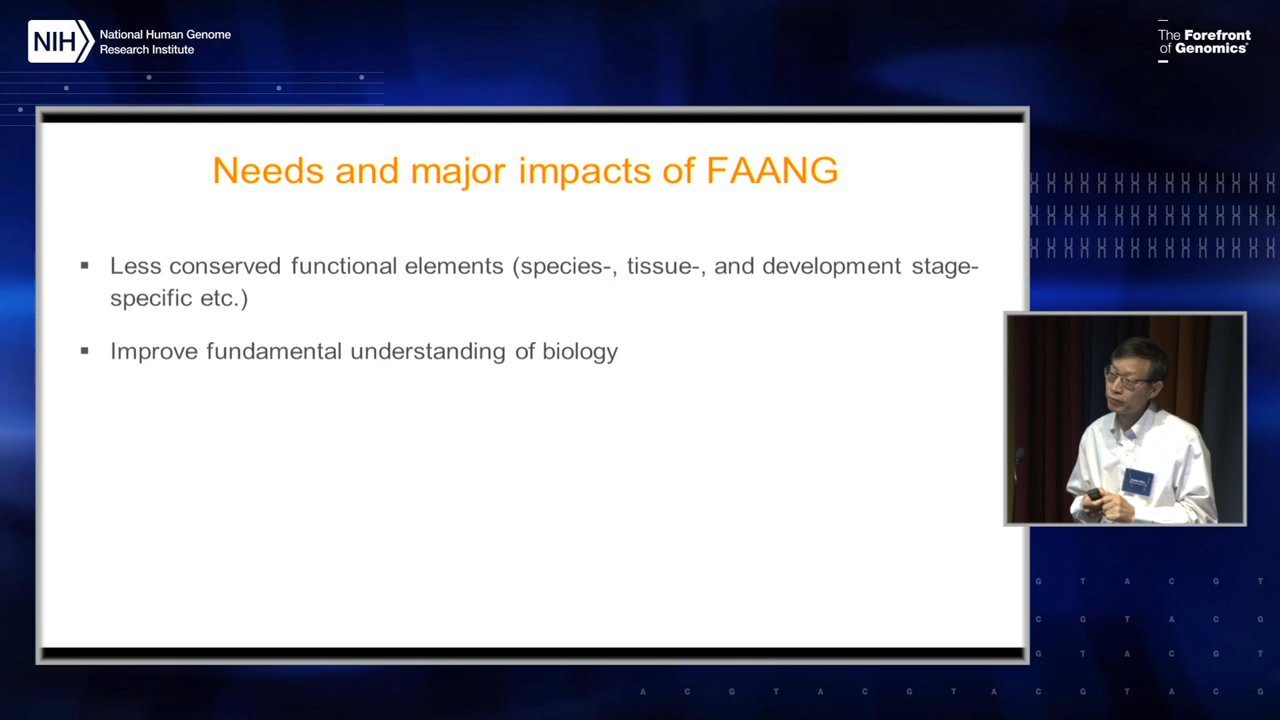 NIH
National Human Genome
Research Institute
The Forefront
of Genomics®
Needs and major impacts of FAANG
▪ Less conserved functional elements (species-, tissue-, and development stage-
specific etc.)
▪ Improve fundamental understanding of biology
G T A C G T
C G T A C G
G T A C G T
A C G T A C G T A C G T A C G